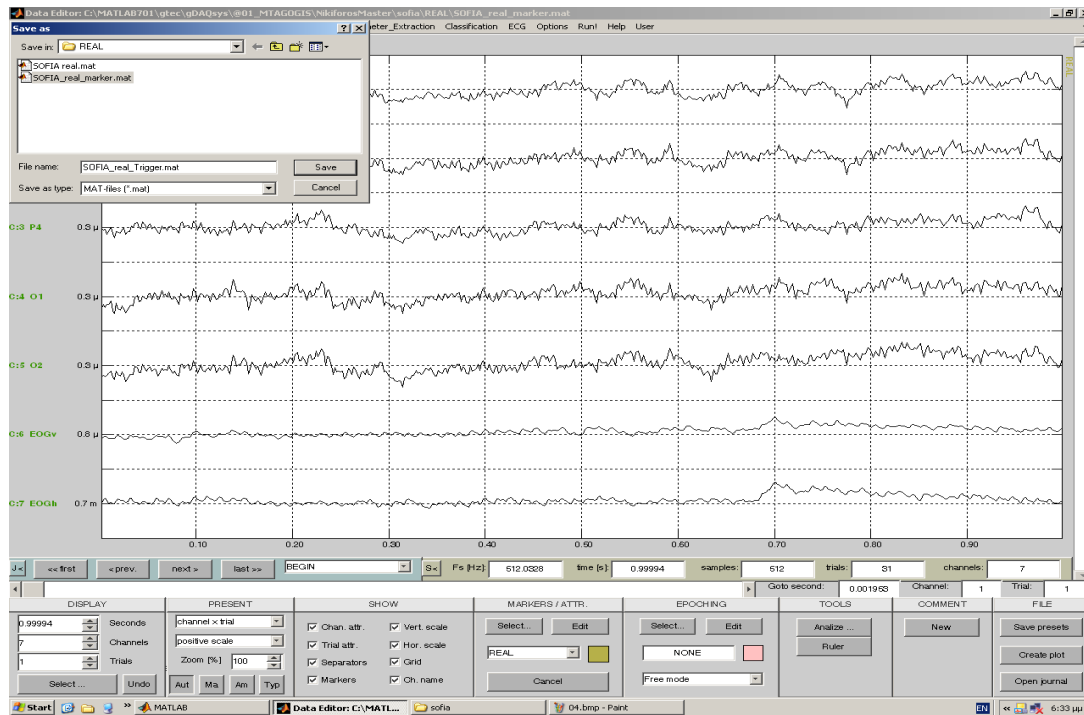 Data Editor: C:\MATLAB701\gtec\gDAQsys\@01_MTAGOGIS\NikiforosMaster\sofia\REAL\SOFIA_real_marker.mat
Save as
eter_Extraction Classification ECG Options Run! Help User
Save in: REAL
SOFIA real.mat
SOFIA_real_marker.mat
File name: SOFIA_real_Trigger.mat Save
Save as type: MAT-files (*.mat) Cancel
REAL
C:3 P4 0.3 µ
C:4 O1 0.3 µ
C:5 O2 0.3 µ
C:6 EOGv 0.8 µ
C:7 EOGh 0.7 m
0.10 0.20 0.30 0.40 0.50 0.60 0.70 0.80 0.90
J< << first < prev. next > last >> BEGIN S< Fs [Hz]: 512.0328 time [s]: 0.99994 samples: 512 trials: 31 channels: 7
Goto second: 0.001953 Channel: 1 Trial: 1
DISPLAY PRESENT SHOW MARKERS / ATTR. EPOCHING TOOLS COMMENT FILE
0.99994 Seconds channel x trial Chan. attr. Vert. scale Select... Edit Select... Edit Analize ... New Save presets
7 Channels positive scale Trial attr. Hor. scale Ruler
1 Trials Zoom [%] 100 Separators Grid REAL NONE Create plot
Select ... Undo Aut Ma Am Typ Markers Ch. name Cancel Free mode Open journal
Start » MATLAB Data Editor: C:\MATL... sofia 04.bmp - Paint EN « 6:33 μμ